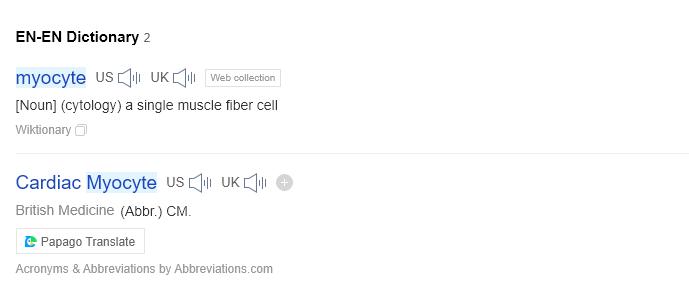 EN-EN Dictionary 2
myocyte US UK Web collection
[Noun] (cytology) a single muscle fiber cell
Wiktionary
Cardiac Myocyte US UK
British Medicine (Abbr.) CM.
Papago Translate
Acronyms & Abbreviations by Abbreviations.com